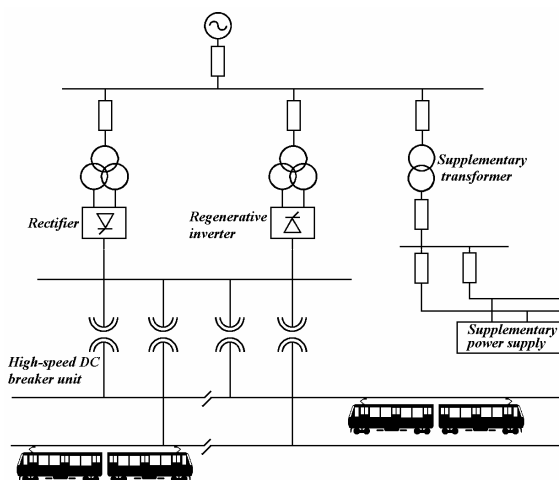 Supplementary
transformer
Rectifier
Regenerative
inverter
Supplementary
power supply
High-speed DC
breaker unit